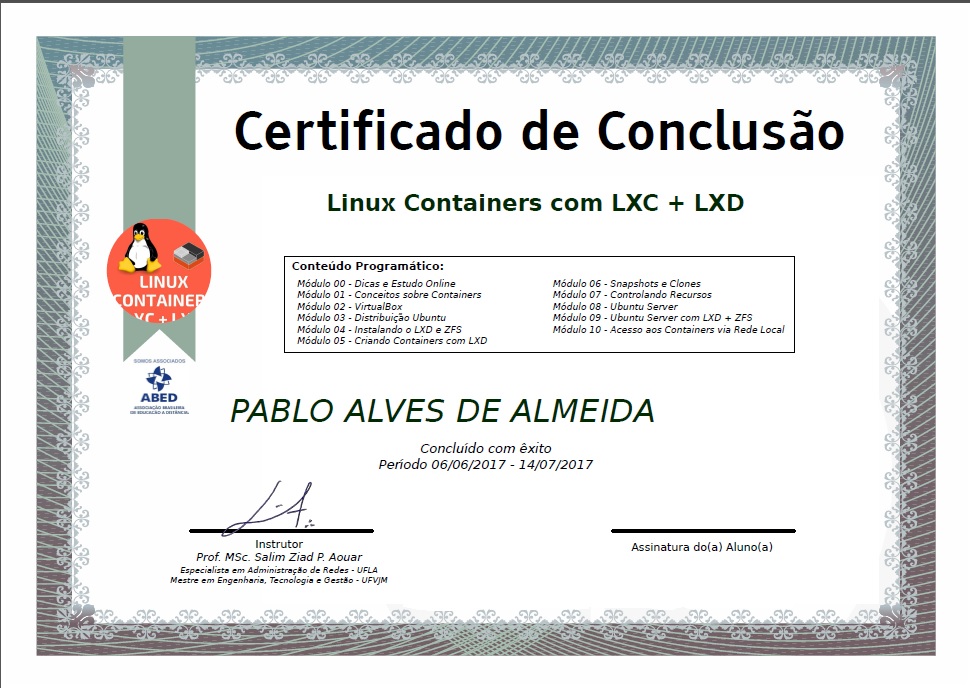 Certificado de Conclusão
Linux Containers com LXC + LXD
Conteúdo Programático:
Módulo 00 - Dicas e Estudo Online
Módulo 01 - Conceitos sobre Containers
Módulo 02 - VirtualBox
Módulo 03 - Distribuição Ubuntu
Módulo 04 - Instalando o LXD e ZFS
Módulo 05 - Criando Containers com LXD
Módulo 06 - Snapshots e Clones
Módulo 07 - Controlando Recursos
Módulo 08 - Ubuntu Server
Módulo 09 - Ubuntu Server com LXD + ZFS
Módulo 10 - Acesso aos Containers via Rede Local
LINUX
CONTAINER
XC + L
SOMOS ASSOCIADOS
ABED
ASSOCIAÇÃO BRASILEIRA
DE EDUCAÇÃO A DISTÂNCIA
PABLO ALVES DE ALMEIDA
Concluído com êxito
Período 06/06/2017 - 14/07/2017
Instrutor
Prof. MSc. Salim Ziad P. Aouar
Especialista em Administração de Redes - UFLA
Mestre em Engenharia, Tecnologia e Gestão - UFVJM
Assinatura do(a) Aluno(a)